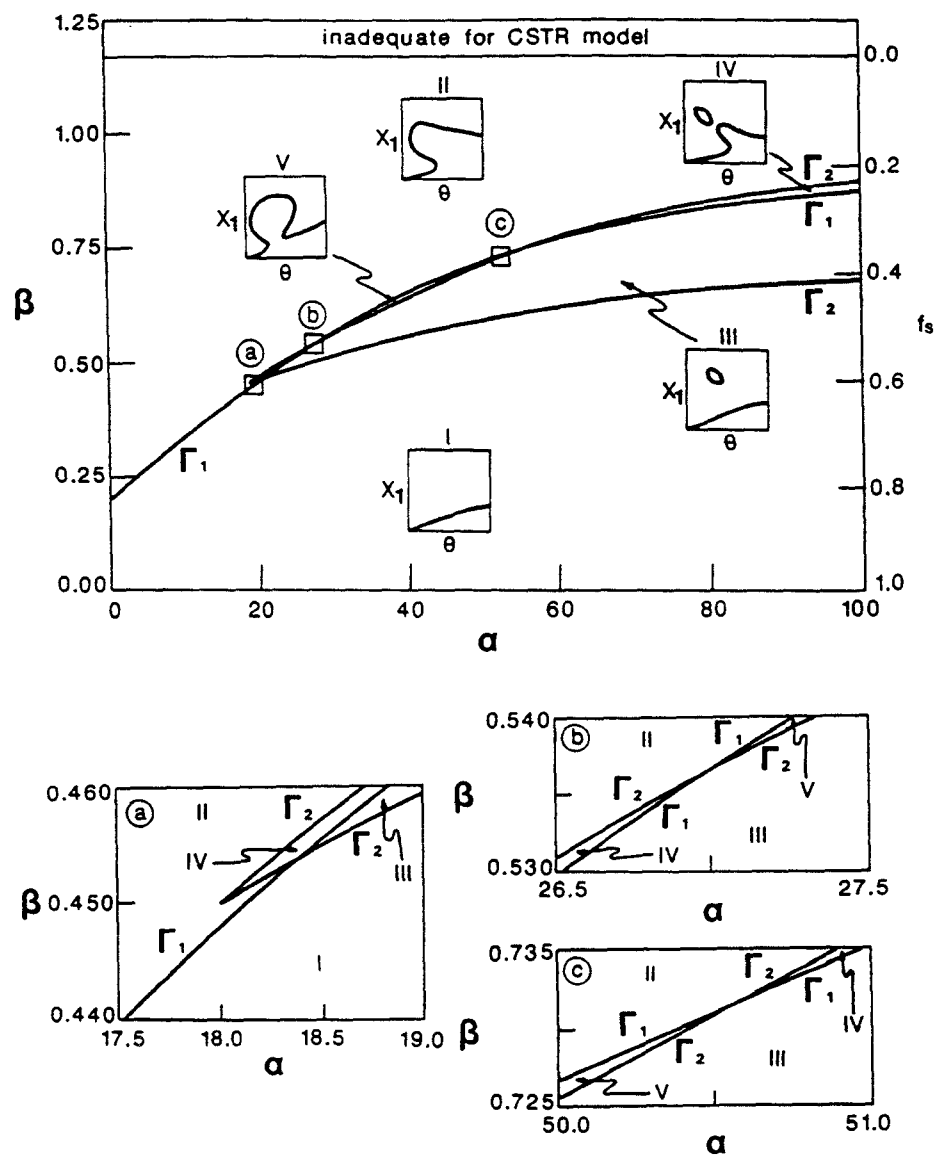 inadequate for CSTR model
1.25
1.00
0.75
0.50
0.25
0.00
β
0.0
0.2
0.4
0.6
0.8
1.0
fs
0 20 40 60 80 100
α
II
X1
θ
IV
X1
θ
V
X1
θ
III
X1
θ
I
X1
θ
Γ2
Γ1
Γ2
Γ1
a
b
c
a
0.460
0.450
0.440
β
II
Γ2
IV
Γ2
III
Γ1
I
17.5 18.0 18.5 19.0
α
b
0.540
0.530
β
II
Γ1
Γ2
V
Γ2
Γ1
IV
III
26.5 27.5
α
c
0.735
0.725
β
II
Γ2
Γ1
IV
Γ1
Γ2
V
III
50.0 51.0
α